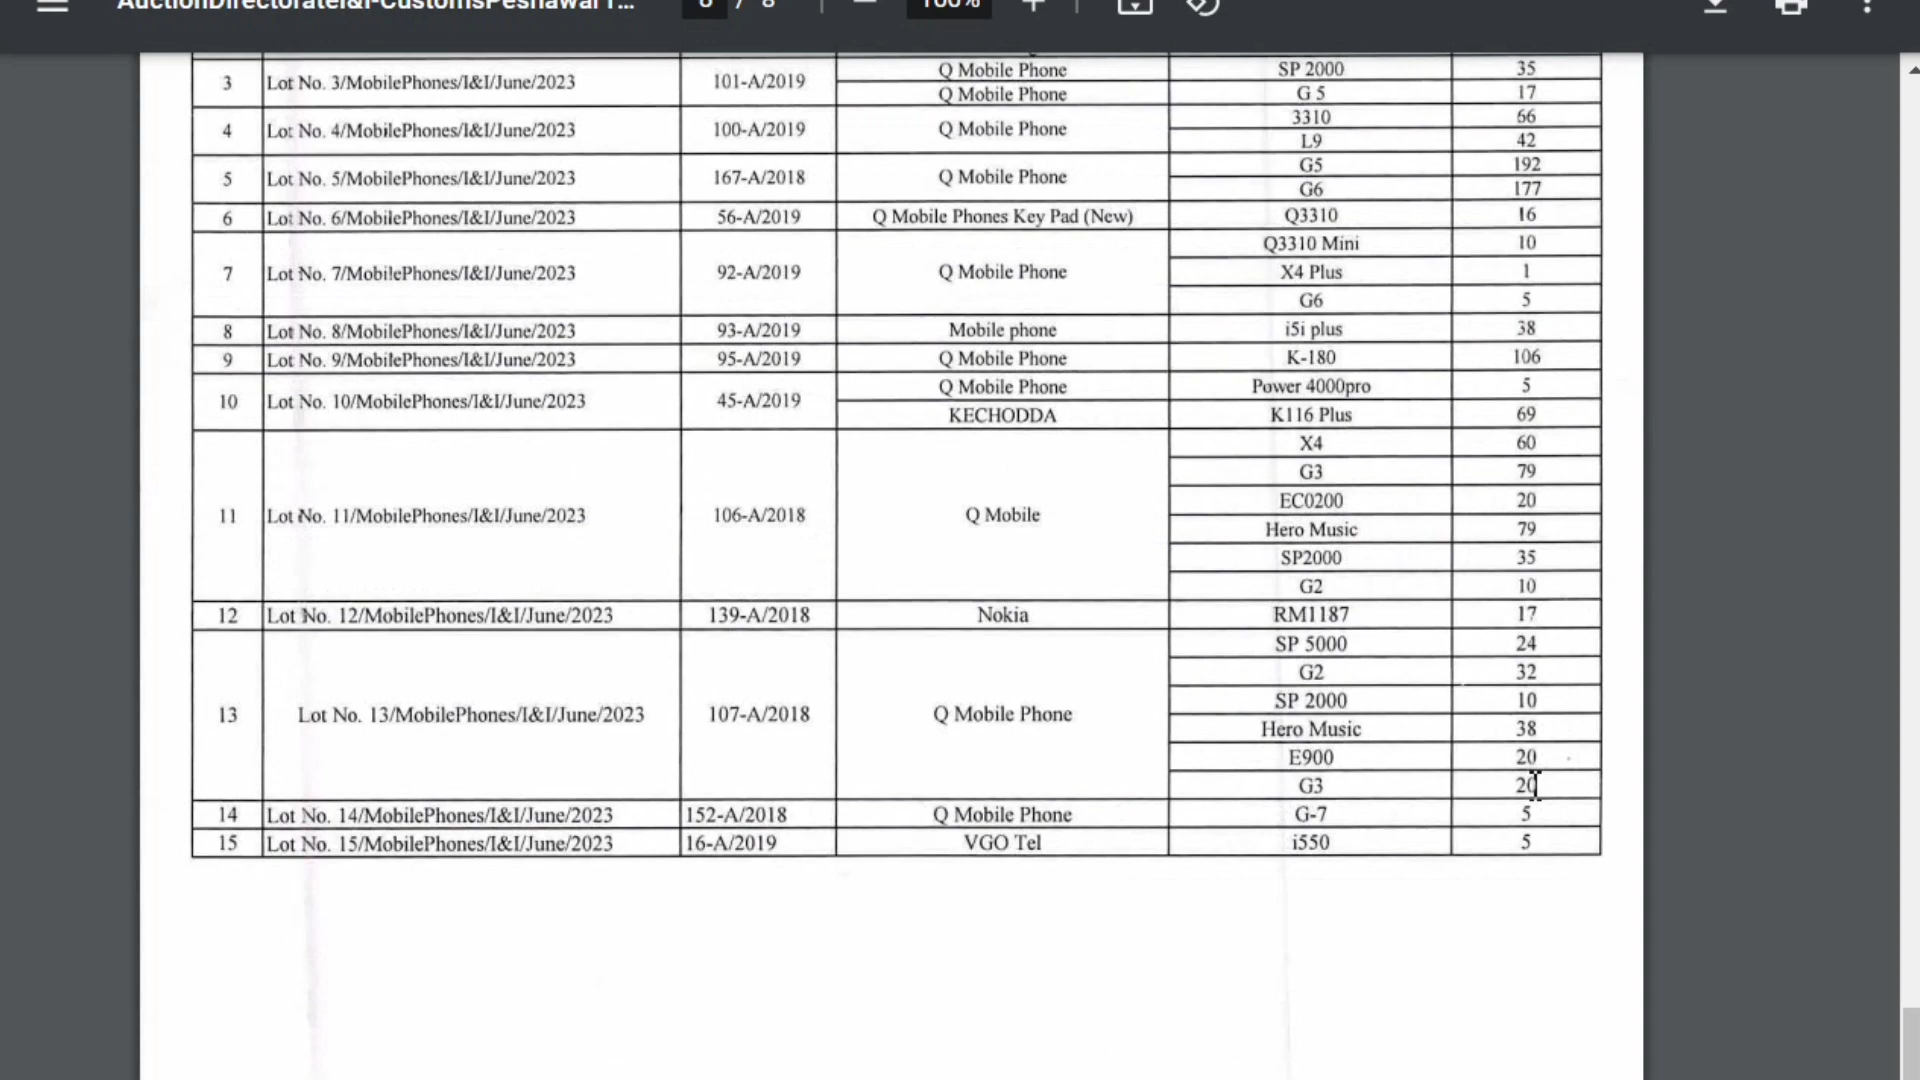 AuctionDirectorateI&I-CustomsPeshawar1... 8 / 8 100%
3 Lot No. 3/MobilePhones/I&I/June/2023 101-A/2019 Q Mobile Phone SP 2000 35
Q Mobile Phone G 5 17
4 Lot No. 4/MobilePhones/I&I/June/2023 100-A/2019 Q Mobile Phone 3310 66
L9 42
5 Lot No. 5/MobilePhones/I&I/June/2023 167-A/2018 Q Mobile Phone G5 192
G6 177
6 Lot No. 6/MobilePhones/I&I/June/2023 56-A/2019 Q Mobile Phones Key Pad (New) Q3310 16
7 Lot No. 7/MobilePhones/I&I/June/2023 92-A/2019 Q Mobile Phone Q3310 Mini 10
X4 Plus 1
G6 5
8 Lot No. 8/MobilePhones/I&I/June/2023 93-A/2019 Mobile phone i5i plus 38
9 Lot No. 9/MobilePhones/I&I/June/2023 95-A/2019 Q Mobile Phone K-180 106
10 Lot No. 10/MobilePhones/I&I/June/2023 45-A/2019 Q Mobile Phone Power 4000pro 5
KECHODDA K116 Plus 69
11 Lot No. 11/MobilePhones/I&I/June/2023 106-A/2018 Q Mobile X4 60
G3 79
EC0200 20
Hero Music 79
SP2000 35
G2 10
12 Lot No. 12/MobilePhones/I&I/June/2023 139-A/2018 Nokia RM1187 17
13 Lot No. 13/MobilePhones/I&I/June/2023 107-A/2018 Q Mobile Phone SP 5000 24
G2 32
SP 2000 10
Hero Music 38
E900 20
G3 20
14 Lot No. 14/MobilePhones/I&I/June/2023 152-A/2018 Q Mobile Phone G-7 5
15 Lot No. 15/MobilePhones/I&I/June/2023 16-A/2019 VGO Tel i550 5